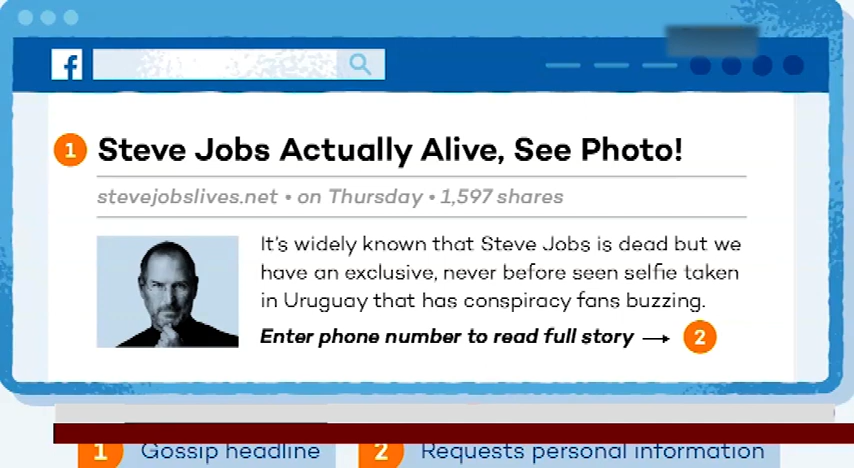 f
1 Steve Jobs Actually Alive, See Photo!
stevejobslives.net • on Thursday • 1,597 shares
It's widely known that Steve Jobs is dead but we
have an exclusive, never before seen selfie taken
in Uruguay that has conspiracy fans buzzing.
Enter phone number to read full story → 2
1 Gossip headline 2 Requests personal information